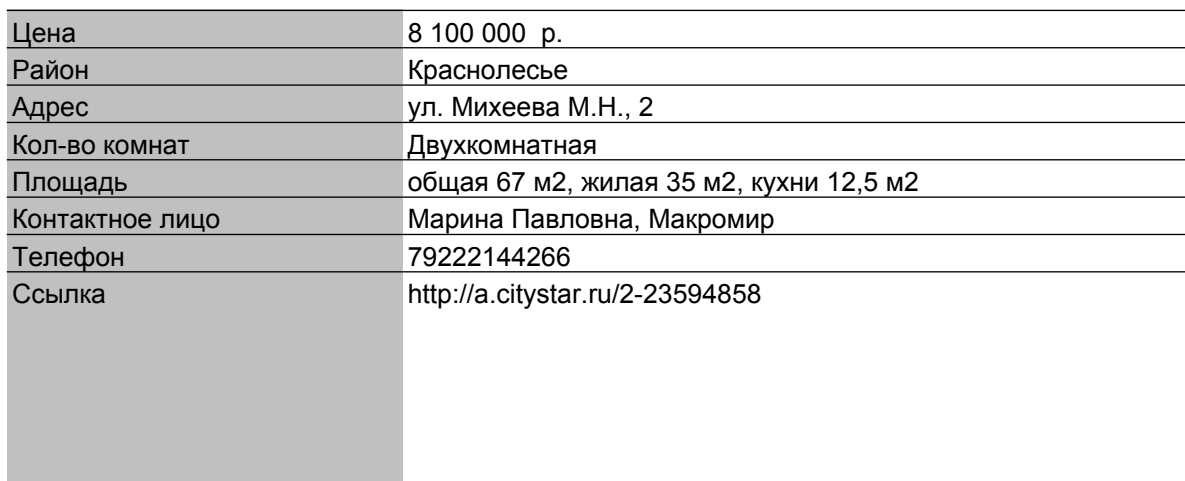 Цена 8 100 000 р.
Район Краснолесье
Адрес ул. Михеева М.Н., 2
Кол-во комнат Двухкомнатная
Площадь общая 67 м2, жилая 35 м2, кухни 12,5 м2
Контактное лицо Марина Павловна, Макромир
Телефон 79222144266
Ссылка http://a.citystar.ru/2-23594858